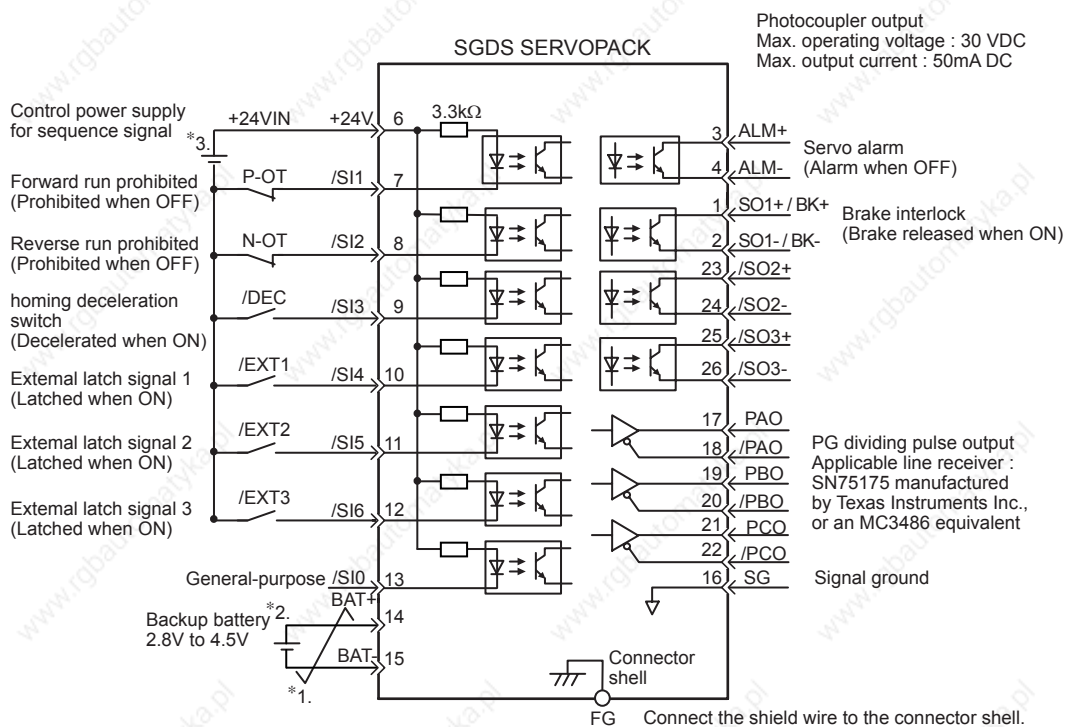 Photocoupler output
Max. operating voltage : 30 VDC
Max. output current : 50mA DC
SGDS SERVOPACK
Control power supply
for sequence signal
*3.
+24VIN
+24V
6
3.3kΩ
3
ALM+
4
ALM-
Servo alarm
(Alarm when OFF)
Forward run prohibited
(Prohibited when OFF)
P-OT
/SI1
7
1
SO1+ / BK+
2
SO1- / BK-
Brake interlock
(Brake released when ON)
Reverse run prohibited
(Prohibited when OFF)
N-OT
/SI2
8
23
/SO2+
24
/SO2-
homing deceleration
switch
(Decelerated when ON)
/DEC
/SI3
9
25
/SO3+
26
/SO3-
External latch signal 1
(Latched when ON)
/EXT1
/SI4
10
17
PAO
18
/PAO
19
PBO
20
/PBO
21
PCO
22
/PCO
PG dividing pulse output
Applicable line receiver :
SN75175 manufactured
by Texas Instruments Inc.,
or an MC3486 equivalent
External latch signal 2
(Latched when ON)
/EXT2
/SI5
11
External latch signal 3
(Latched when ON)
/EXT3
/SI6
12
General-purpose
/SI0
13
16
SG
Signal ground
Backup battery
2.8V to 4.5V
*2.
BAT+
14
BAT-
15
*1.
Connector
shell
FG
Connect the shield wire to the connector shell.
www.rgbautomatyka.pl